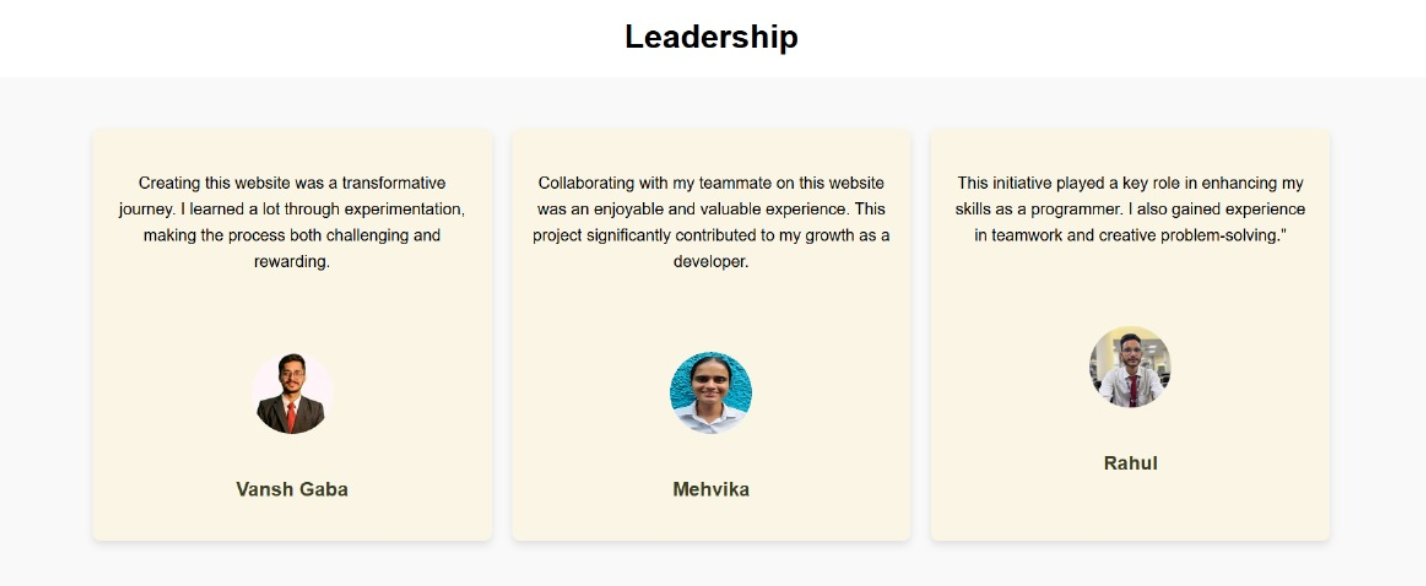 Leadership
Creating this website was a transformative
journey. I learned a lot through experimentation,
making the process both challenging and
rewarding.
Vansh Gaba
Collaborating with my teammate on this website
was an enjoyable and valuable experience. This
project significantly contributed to my growth as a
developer.
Mehvika
This initiative played a key role in enhancing my
skills as a programmer. I also gained experience
in teamwork and creative problem-solving."
Rahul